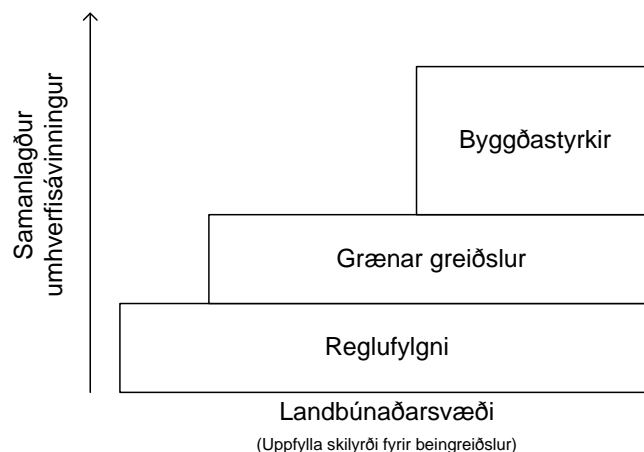 Samanlagður
umhverfisávinningur
Byggðastyrkir
Grænar greiðslur
Reglufylgni
Landbúnaðarsvæði
(Uppfylla skilyrði fyrir beingreiðslur)